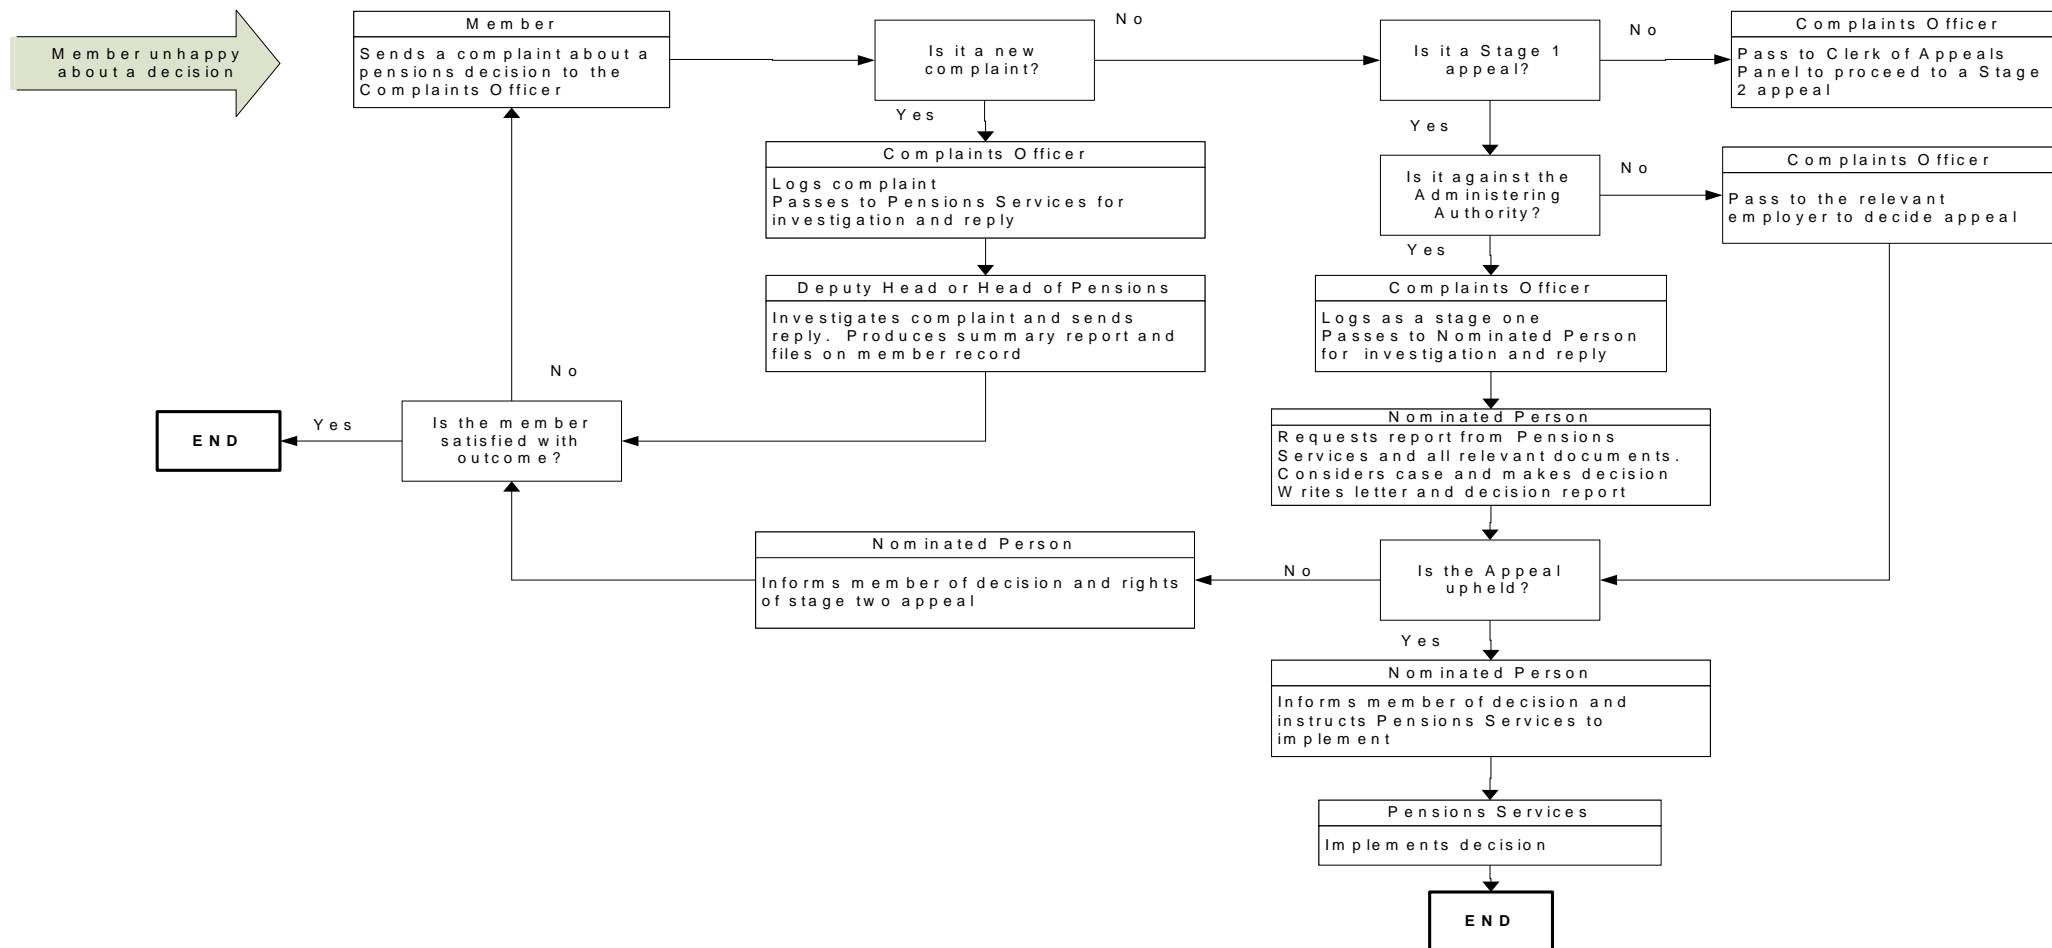 Member unhappy
about a decision
Member
Sends a complaint about a
pensions decision to the
Complaints Officer
Is it a new
complaint?
No
Is it a Stage 1
appeal?
No
Complaints Officer
Pass to Clerk of Appeals
Panel to proceed to a Stage
2 appeal
Yes
Complaints Officer
Logs complaint
Passes to Pensions Services for
investigation and reply
Yes
Is it against the
Administering
Authority?
No
Complaints Officer
Pass to the relevant
employer to decide appeal
Yes
Deputy Head or Head of Pensions
Investigates complaint and sends
reply.  Produces summary report and
files on member record
Complaints Officer
Logs as a stage one
Passes to Nominated Person
for investigation and reply
No
Is the member
satisfied with
outcome?
Yes
END
Nominated Person
Requests report from Pensions
Services and all relevant documents.
Considers case and makes decision
Writes letter and decision report
Nominated Person
Informs member of decision and rights
of stage two appeal
No
Is the Appeal
upheld?
Yes
Nominated Person
Informs member of decision and
instructs Pensions Services to
implement
Pensions Services
Implements decision
END